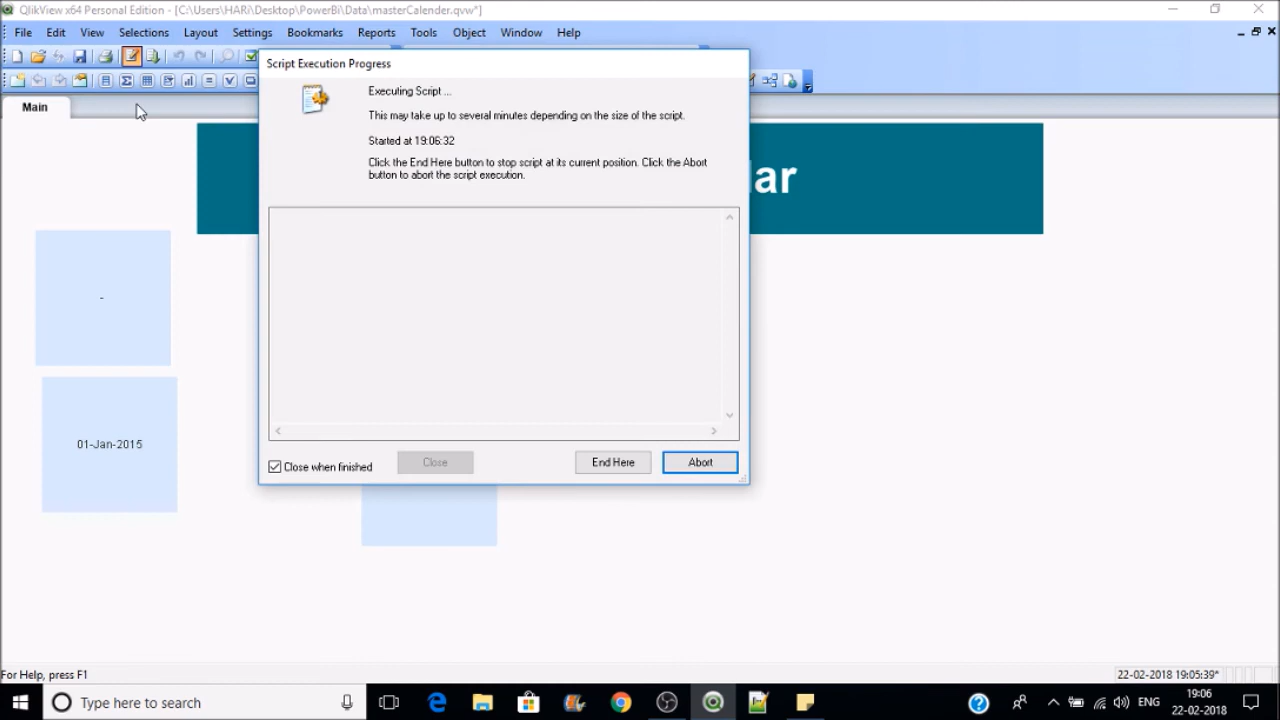 QlikView x64 Personal Edition - [C:\Users\HARi\Desktop\PowerBi\Data\masterCalender.qvw*]
File Edit View Selections Layout Settings Bookmarks Reports Tools Object Window Help
Script Execution Progress
Executing Script ...
Main
This may take up to several minutes depending on the size of the script.
Started at 19:06:32
Click the End Here button to stop script at its current position. Click the Abort
button to abort the script execution.
lar
-
01-Jan-2015
Close when finished
Close
End Here
Abort
For Help, press F1
22-02-2018 19:05:39*
Type here to search
ENG
19:06
22-02-2018